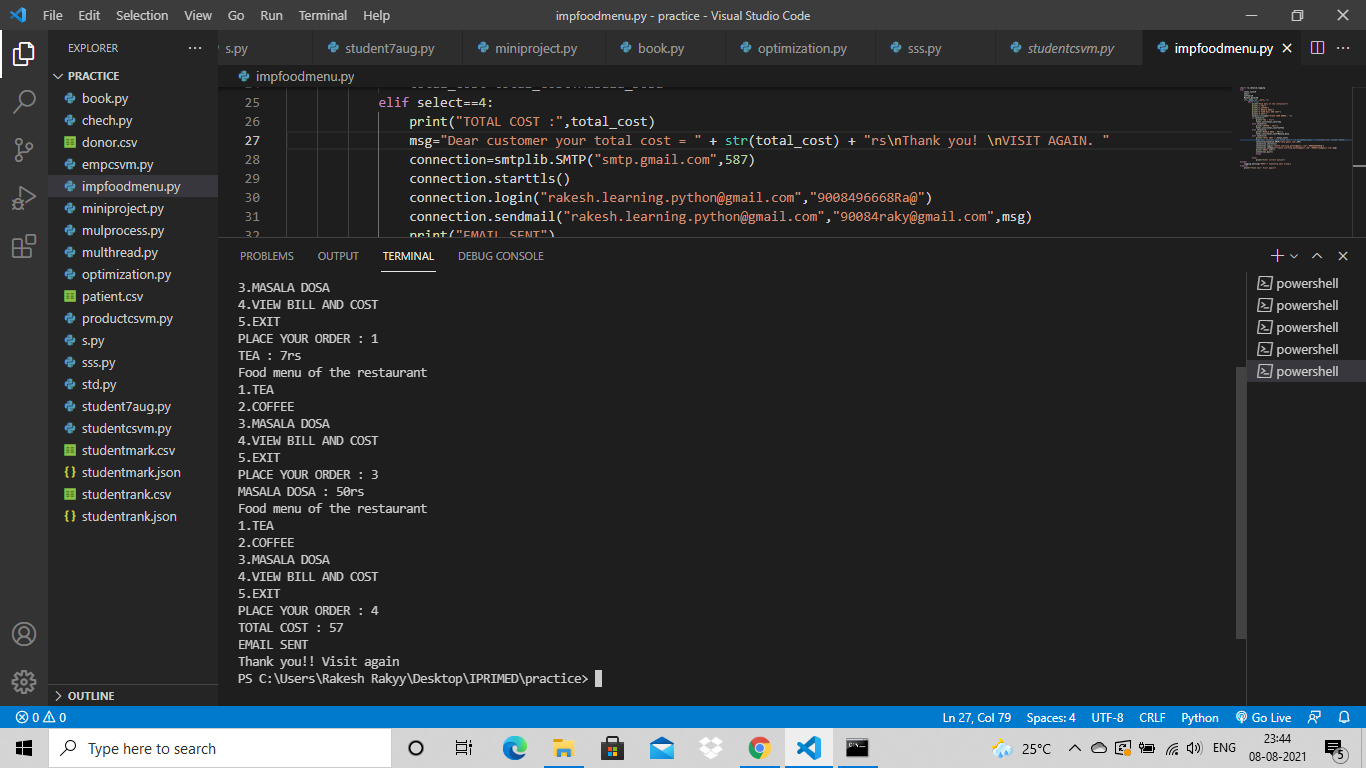 File Edit Selection View Go Run Terminal Help
impfoodmenu.py - practice - Visual Studio Code
EXPLORER
s.py student7aug.py miniproject.py book.py optimization.py sss.py studentcsvm.py impfoodmenu.py
PRACTICE
book.py
chech.py
donor.csv
empcsvm.py
impfoodmenu.py
miniproject.py
mulprocess.py
multhread.py
optimization.py
patient.csv
productcsvm.py
s.py
sss.py
std.py
student7aug.py
studentcsvm.py
studentmark.csv
studentmark.json
studentrank.csv
studentrank.json
OUTLINE
impfoodmenu.py
25 elif select==4:
26 print("TOTAL COST :",total_cost)
27 msg="Dear customer your total cost = " + str(total_cost) + "rs\nThank you! \nVISIT AGAIN. "
28 connection=smtplib.SMTP("smtp.gmail.com",587)
29 connection.starttls()
30 connection.login("rakesh.learning.python@gmail.com","9008496668Ra@")
31 connection.sendmail("rakesh.learning.python@gmail.com","90084raky@gmail.com",msg)
32 print("EMAIL SENT")
PROBLEMS OUTPUT TERMINAL DEBUG CONSOLE
3.MASALA DOSA
4.VIEW BILL AND COST
5.EXIT
PLACE YOUR ORDER : 1
TEA : 7rs
Food menu of the restaurant
1.TEA
2.COFFEE
3.MASALA DOSA
4.VIEW BILL AND COST
5.EXIT
PLACE YOUR ORDER : 3
MASALA DOSA : 50rs
Food menu of the restaurant
1.TEA
2.COFFEE
3.MASALA DOSA
4.VIEW BILL AND COST
5.EXIT
PLACE YOUR ORDER : 4
TOTAL COST : 57
EMAIL SENT
Thank you!! Visit again
PS C:\Users\Rakesh Rakyy\Desktop\IPRIMED\practice>
powershell
powershell
powershell
powershell
powershell
0 0 Ln 27, Col 79 Spaces: 4 UTF-8 CRLF Python Go Live
Type here to search
25°C ENG
23:44
08-08-2021
5